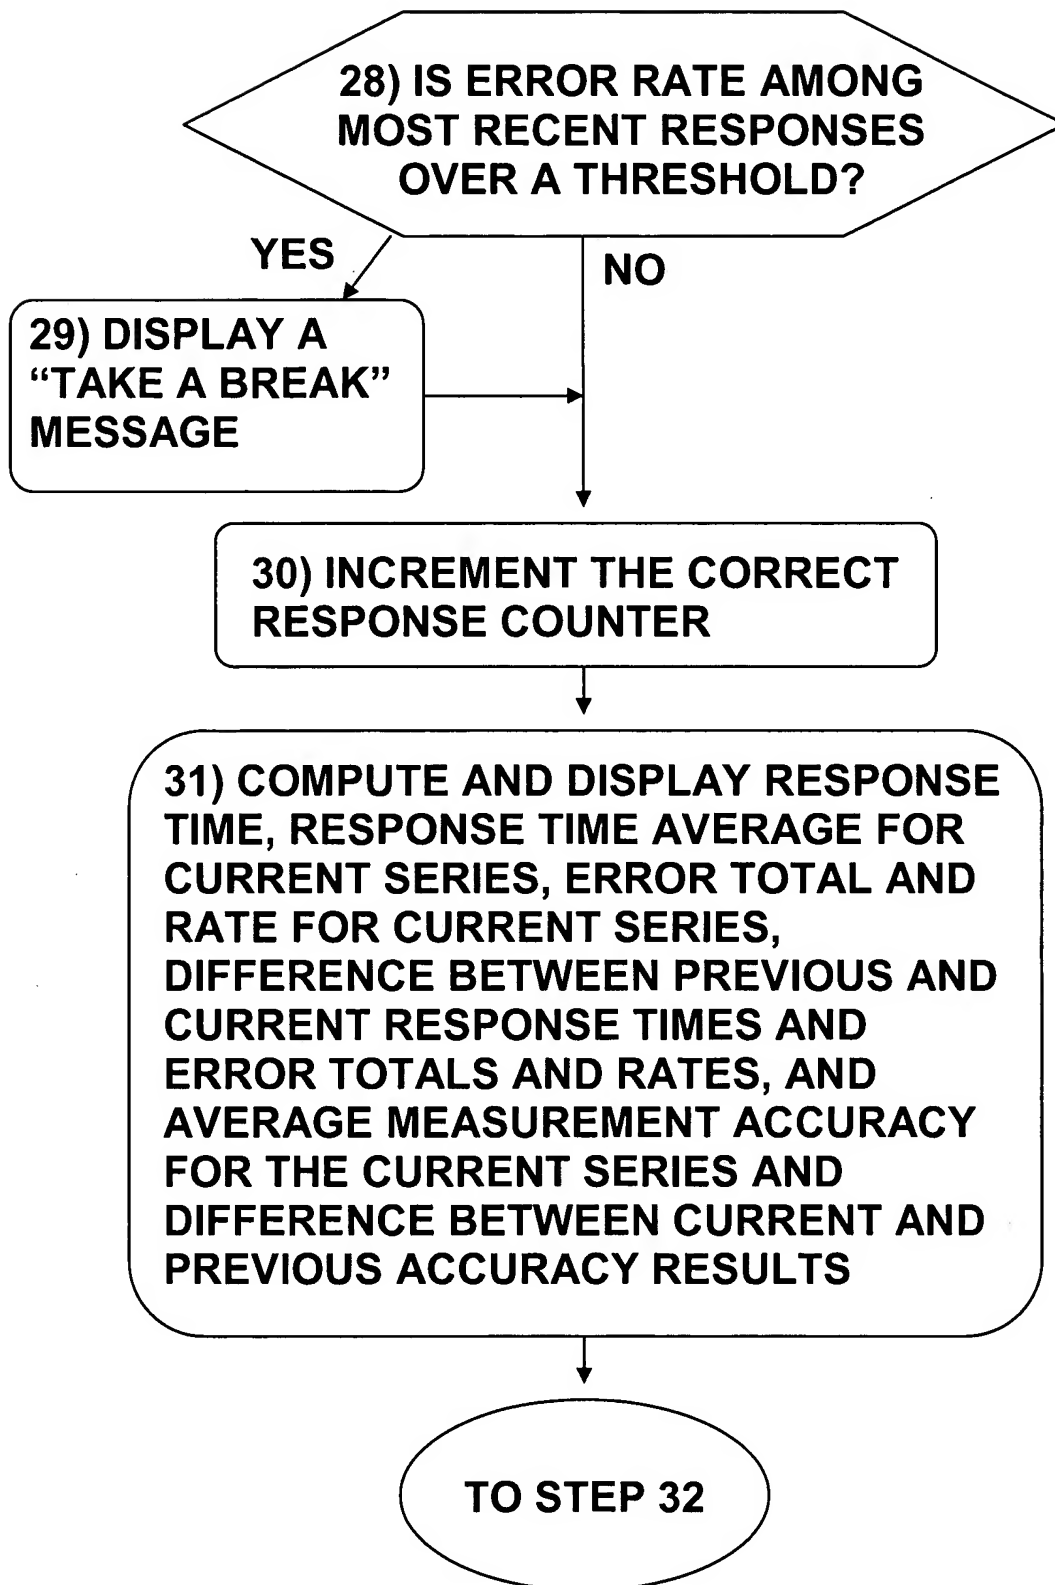 28) IS ERROR RATE AMONG
MOST RECENT RESPONSES
OVER A THRESHOLD?
YES
NO
29) DISPLAY A
“TAKE A BREAK”
MESSAGE
30) INCREMENT THE CORRECT
RESPONSE COUNTER
31) COMPUTE AND DISPLAY RESPONSE
TIME, RESPONSE TIME AVERAGE FOR
CURRENT SERIES, ERROR TOTAL AND
RATE FOR CURRENT SERIES,
DIFFERENCE BETWEEN PREVIOUS AND
CURRENT RESPONSE TIMES AND
ERROR TOTALS AND RATES, AND
AVERAGE MEASUREMENT ACCURACY
FOR THE CURRENT SERIES AND
DIFFERENCE BETWEEN CURRENT AND
PREVIOUS ACCURACY RESULTS
TO STEP 32